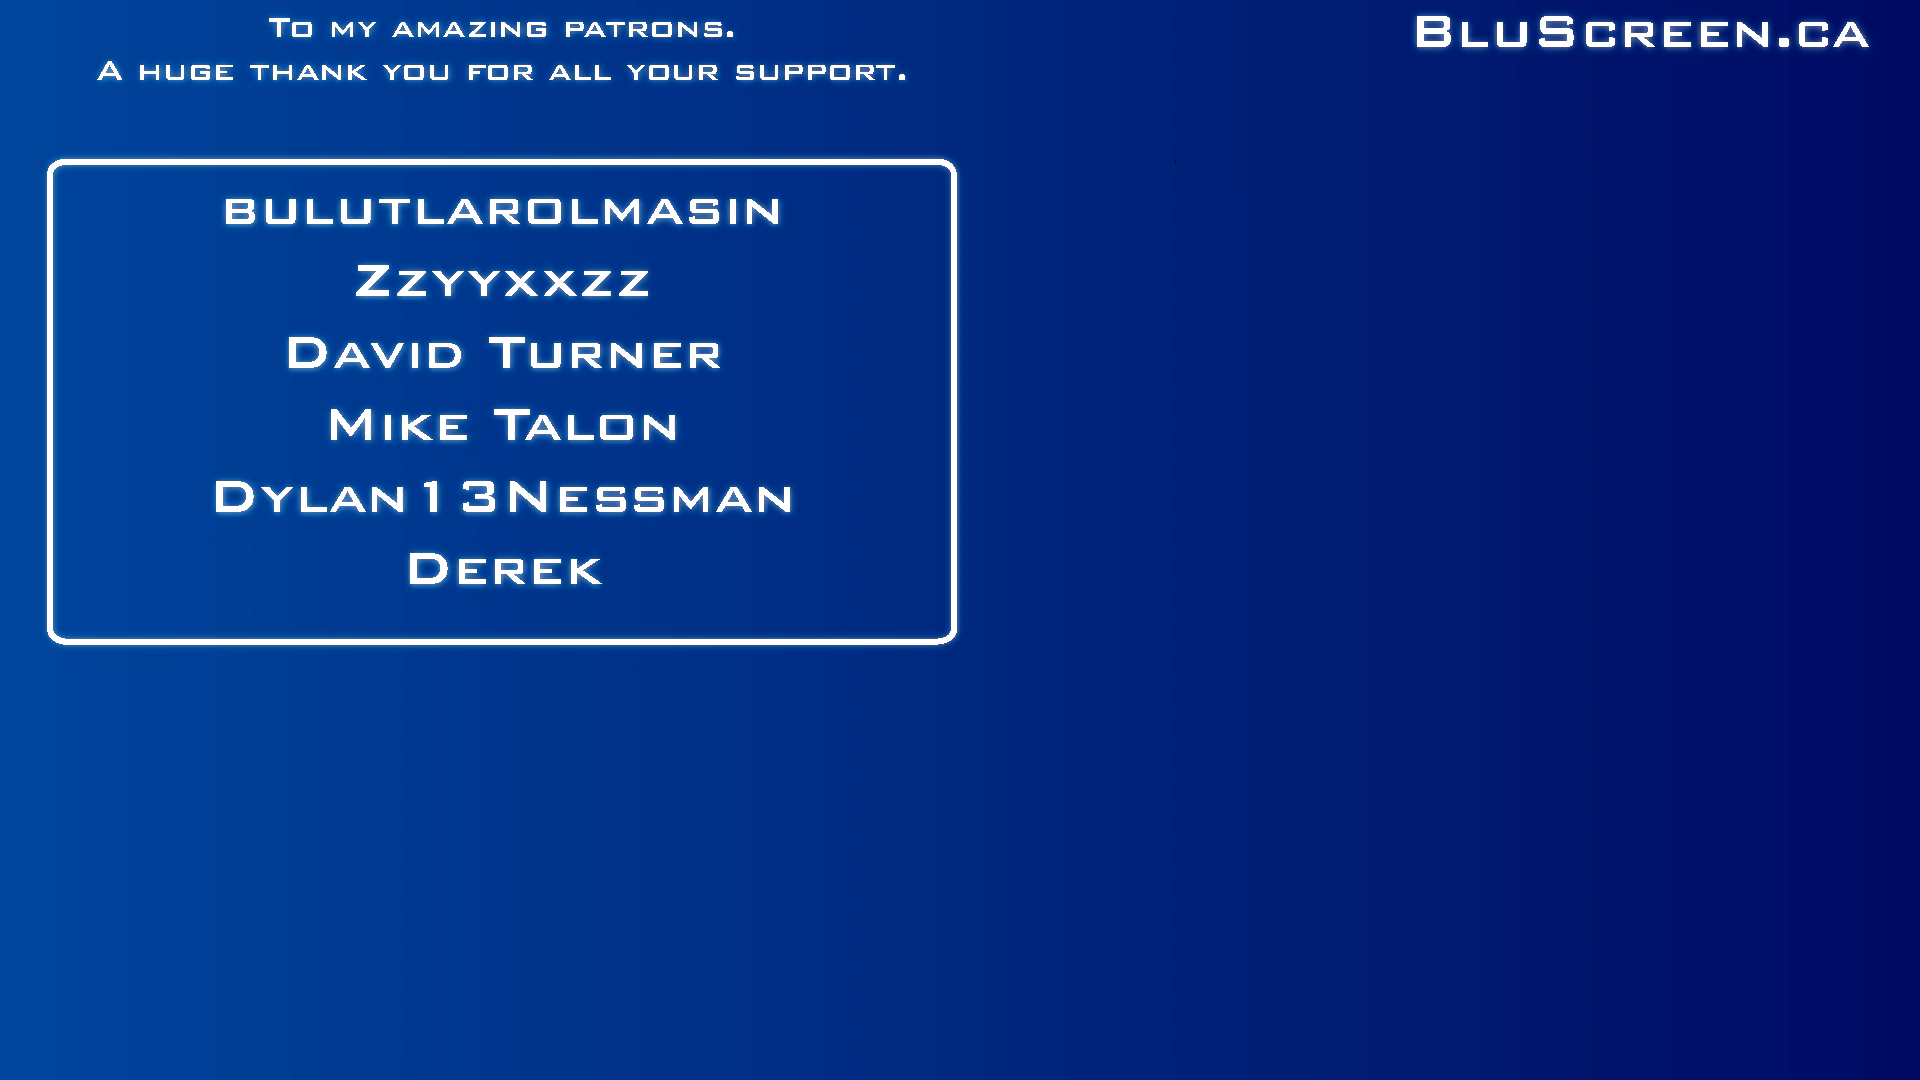 To my amazing patrons.
A huge thank you for all your support.
BluScreen.ca
bulutlarolmasin
Zzyyxxzz
David Turner
Mike Talon
Dylan13Nessman
Derek